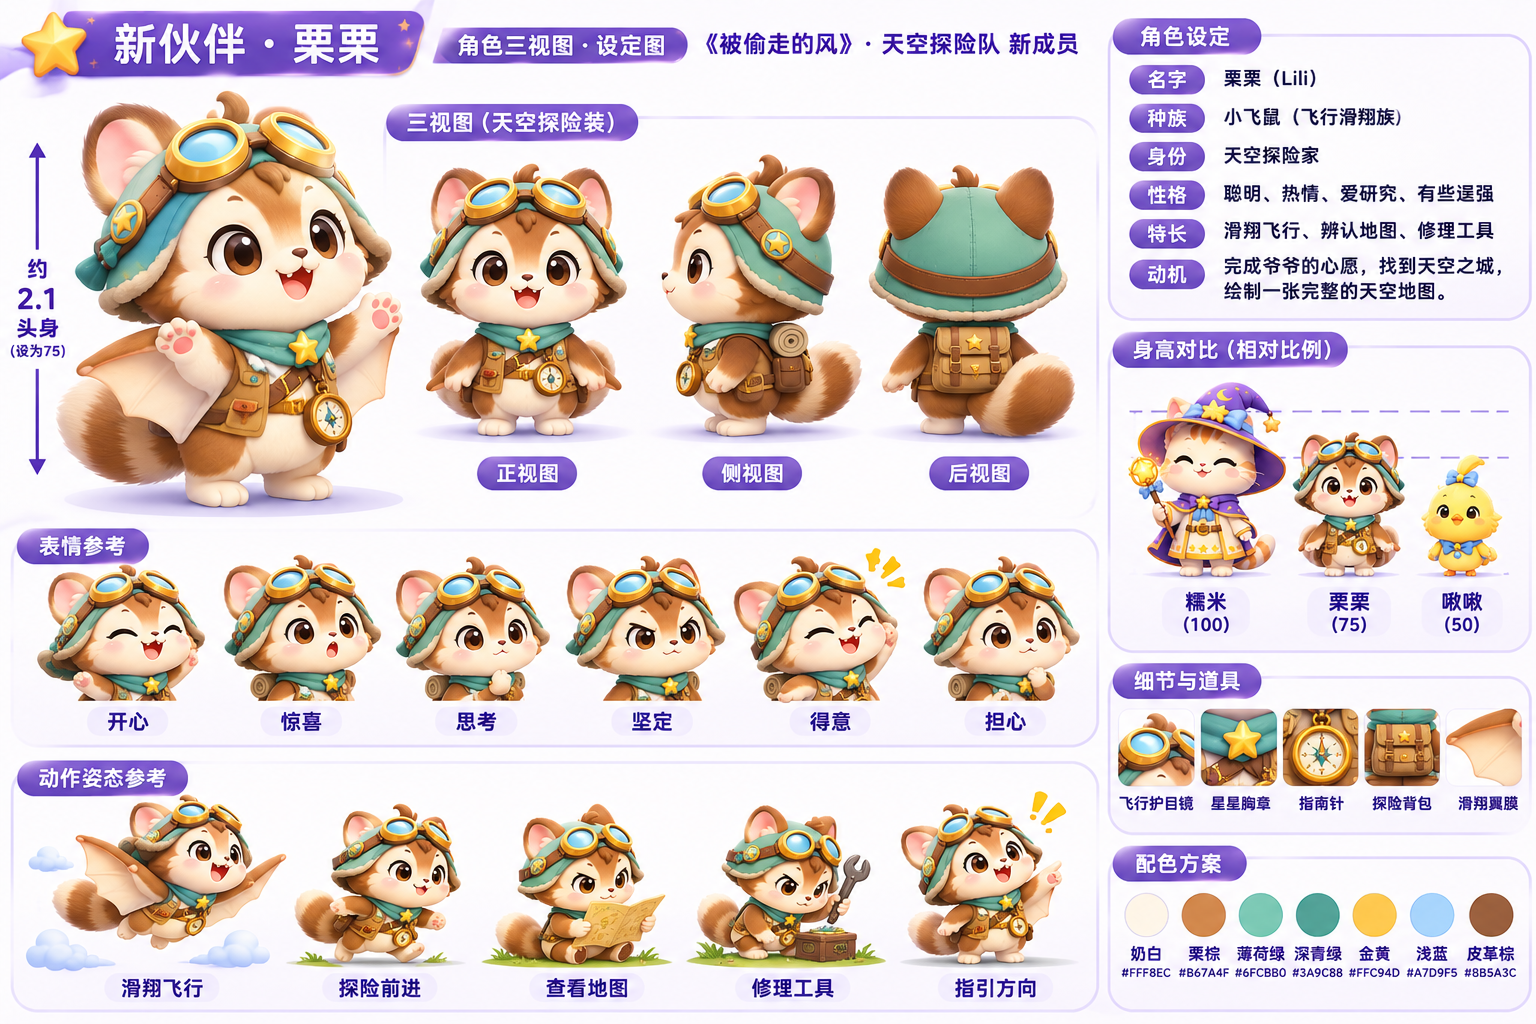 新伙伴·栗栗
角色三视图·设定图
《被偷走的风》·天空探险队 新成员
约
2.1
头身
(设为75)
三视图（天空探险装）
正视图
侧视图
后视图
表情参考
开心
惊喜
思考
坚定
得意
担心
动作姿态参考
滑翔飞行
探险前进
查看地图
修理工具
指引方向
角色设定
名字
栗栗（Lili）
种族
小飞鼠（飞行滑翔族）
身份
天空探险家
性格
聪明、热情、爱研究、有些逞强
特长
滑翔飞行、辨认地图、修理工具
动机
完成爷爷的心愿，找到天空之城，
绘制一张完整的天空地图。
身高对比（相对比例）
糯米
(100)
栗栗
(75)
啾啾
(50)
细节与道具
飞行护目镜
星星胸章
指南针
探险背包
滑翔翼膜
配色方案
奶白
#FFF8EC
栗棕
#B67A4F
薄荷绿
#6FCBB0
深青绿
#3A9C88
金黄
#FFC94D
浅蓝
#A7D9F5
皮革棕
#8B5A3C